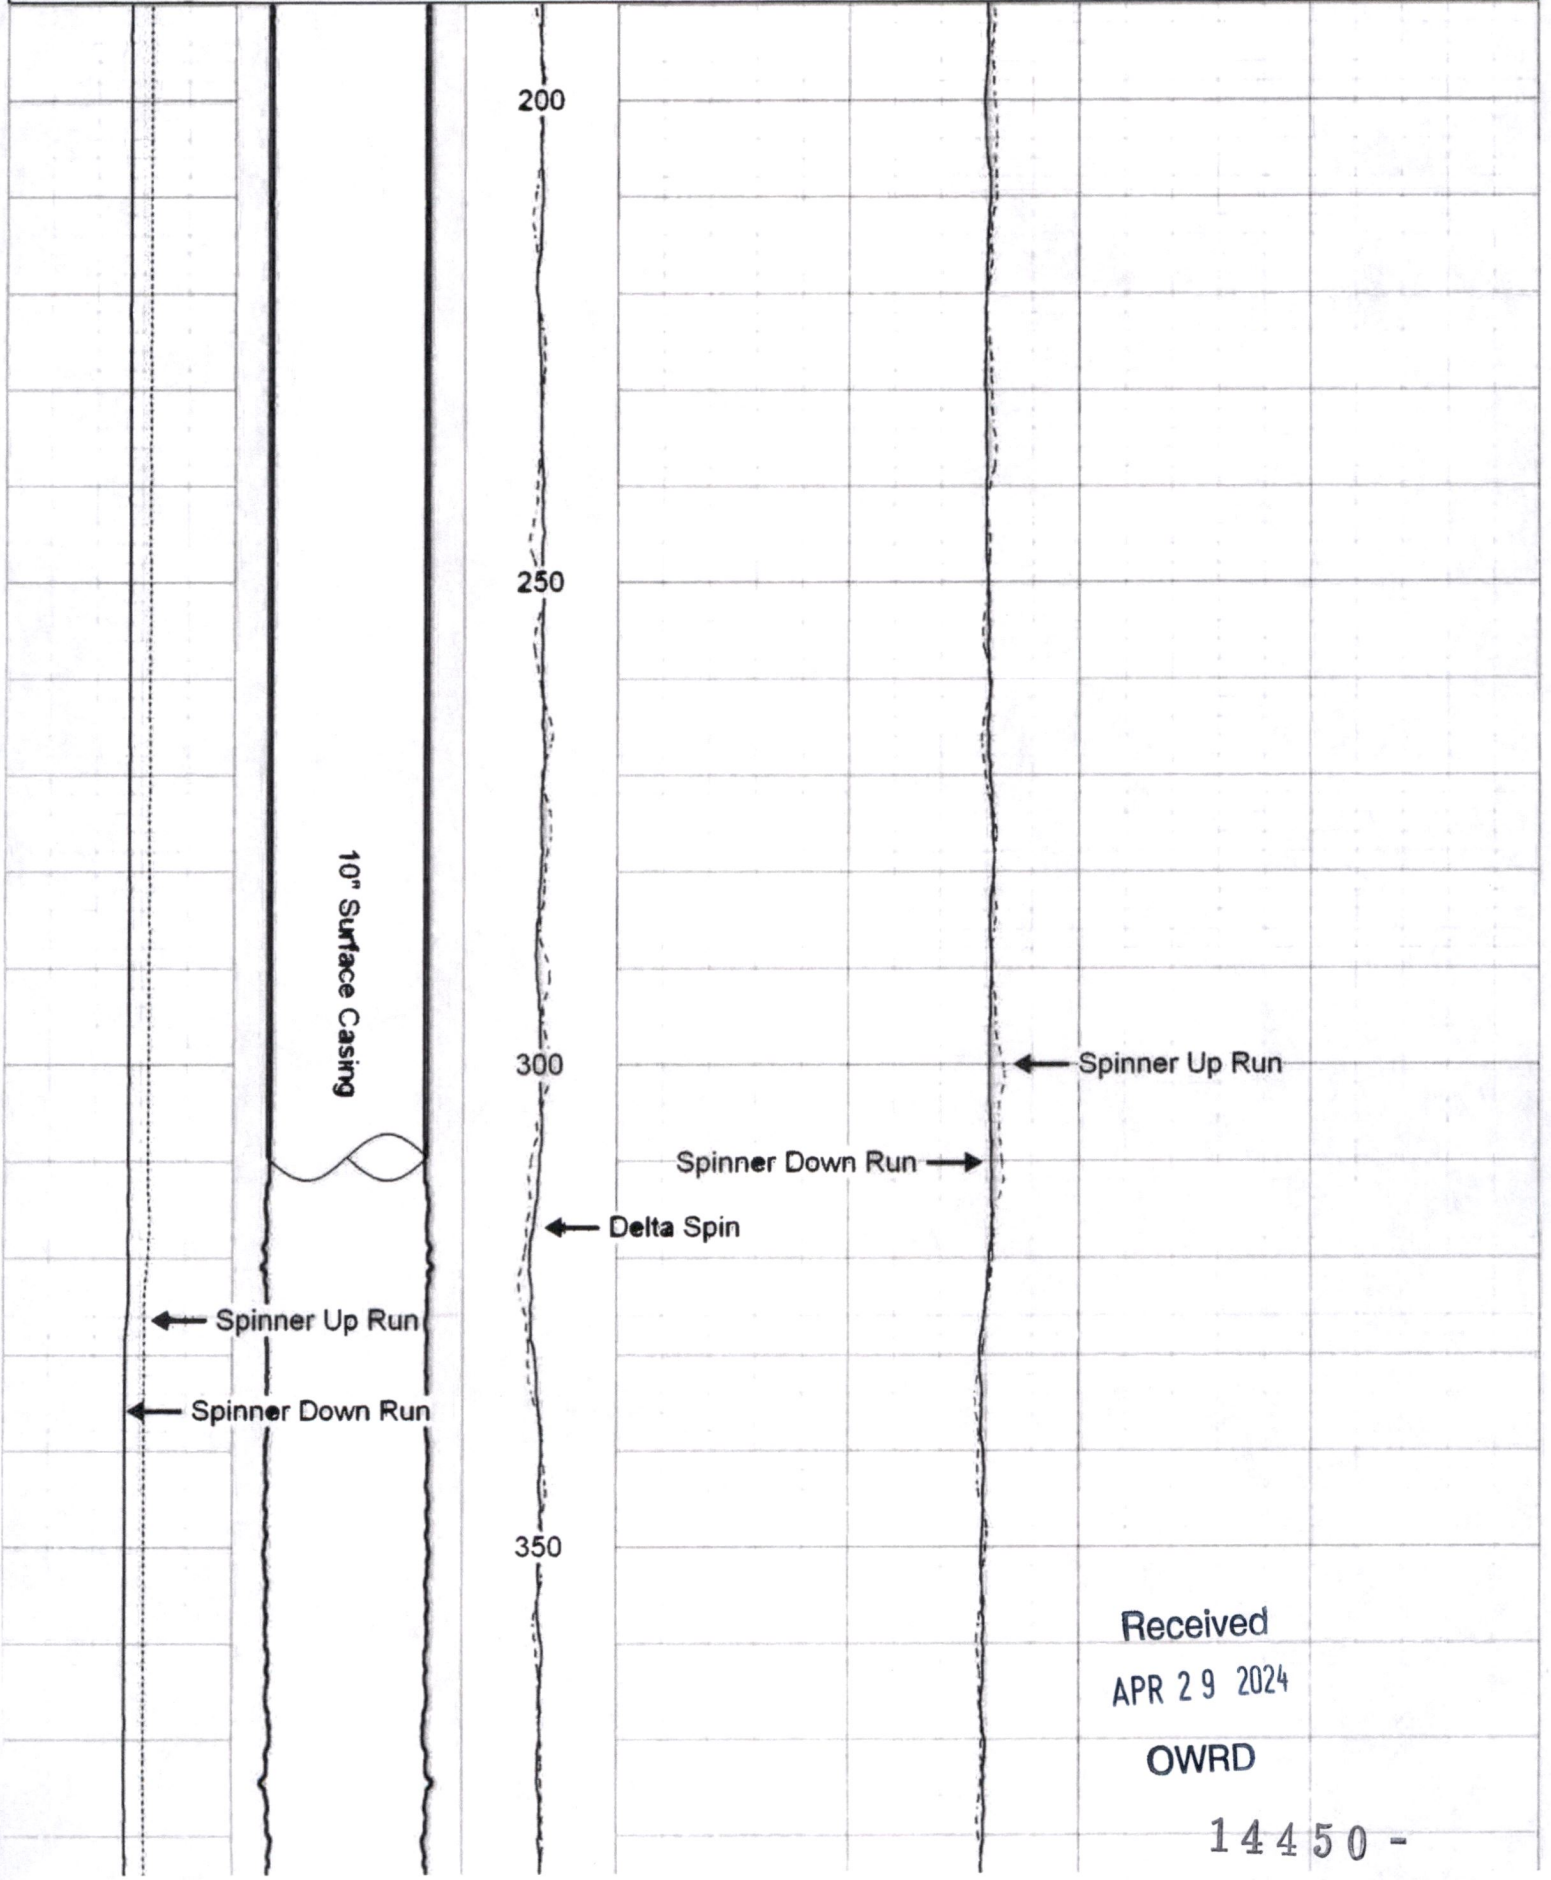 200
250
10" Surface Casing
300
Spinner Up Run
Spinner Down Run
Delta Spin
Spinner Up Run
Spinner Down Run
350
Received
APR 29 2024
OWRD
14450-